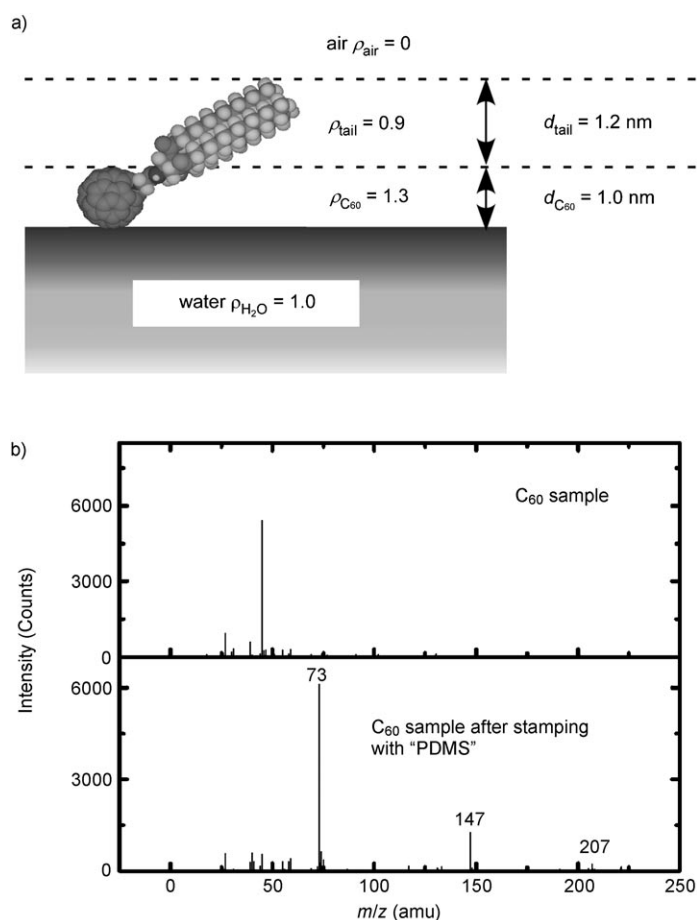 a)
air ρair = 0
ρtail = 0.9
dtail = 1.2 nm
ρC60 = 1.3
dC60 = 1.0 nm
water ρH2O = 1.0
b)
C60 sample
6000
3000
0
73
C60 sample after stamping
with “PDMS”
6000
147
3000
207
0
0 50 100 150 200 250
m/z (amu)
Intensity (Counts)